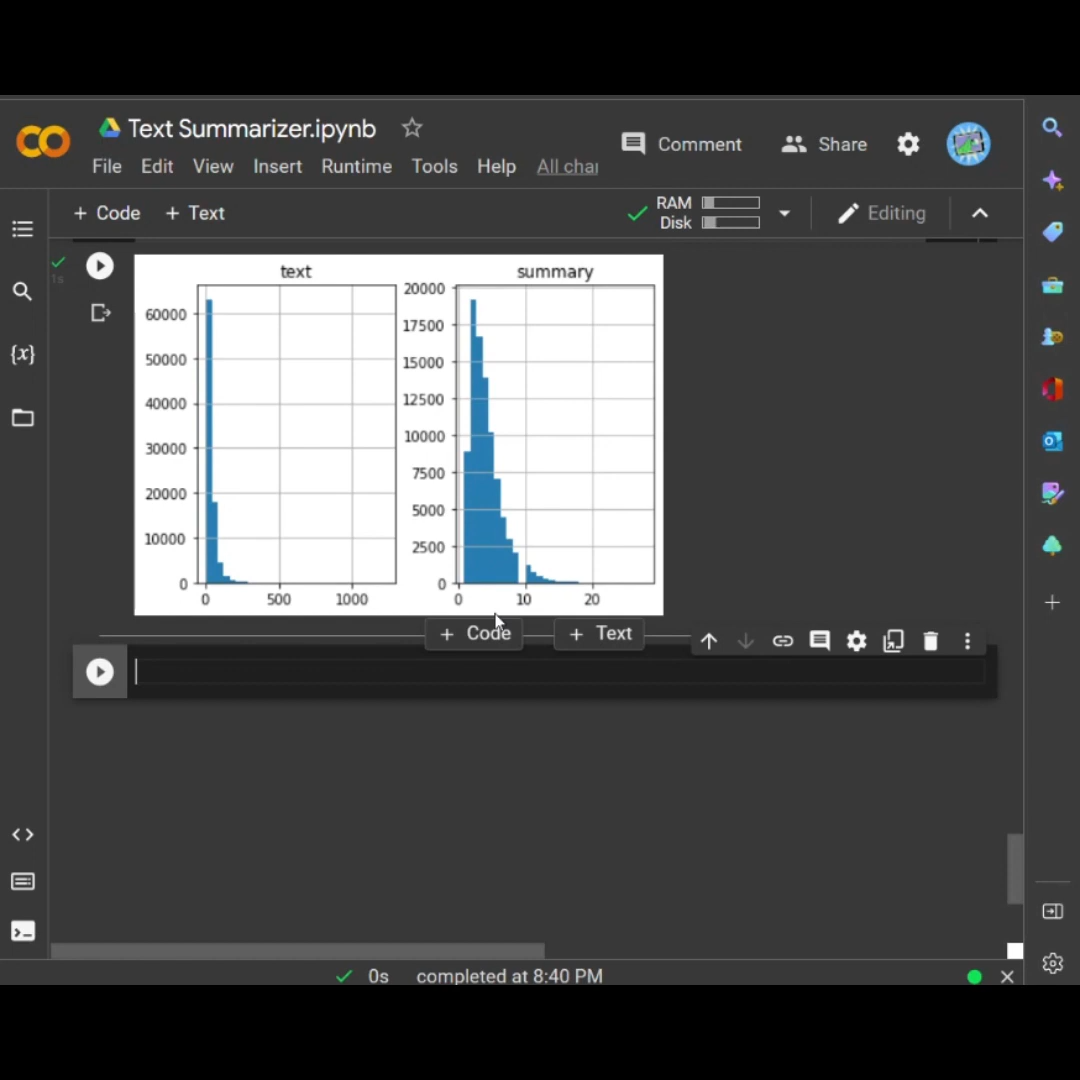 Text Summarizer.ipynb
Comment
Share
File Edit View Insert Runtime Tools Help All chan
+ Code + Text
RAM
Disk
Editing
1s
{x}
text
60000
50000
40000
30000
20000
10000
0
0 500 1000
summary
20000
17500
15000
12500
10000
7500
5000
2500
0
0 10 20
+ Code + Text
0s completed at 8:40 PM